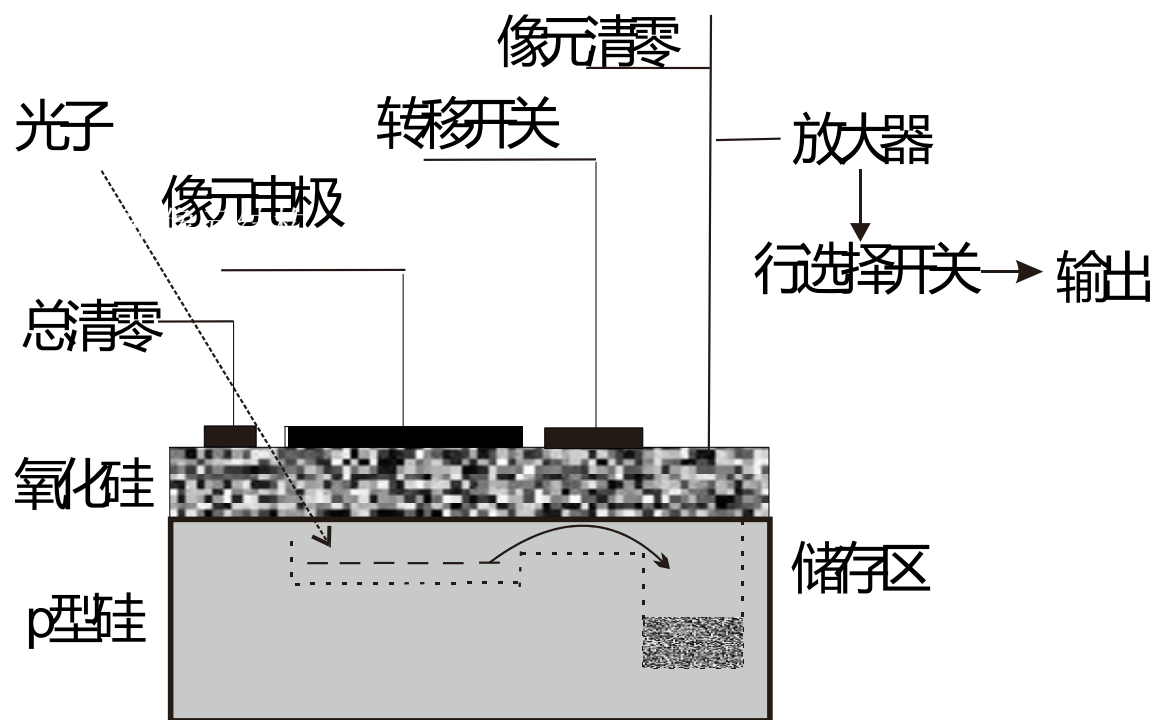 像元清零
光子
转移开关
放大器
像元电极
行选择开关
输出
总清零
氧化硅
储存区
p型硅